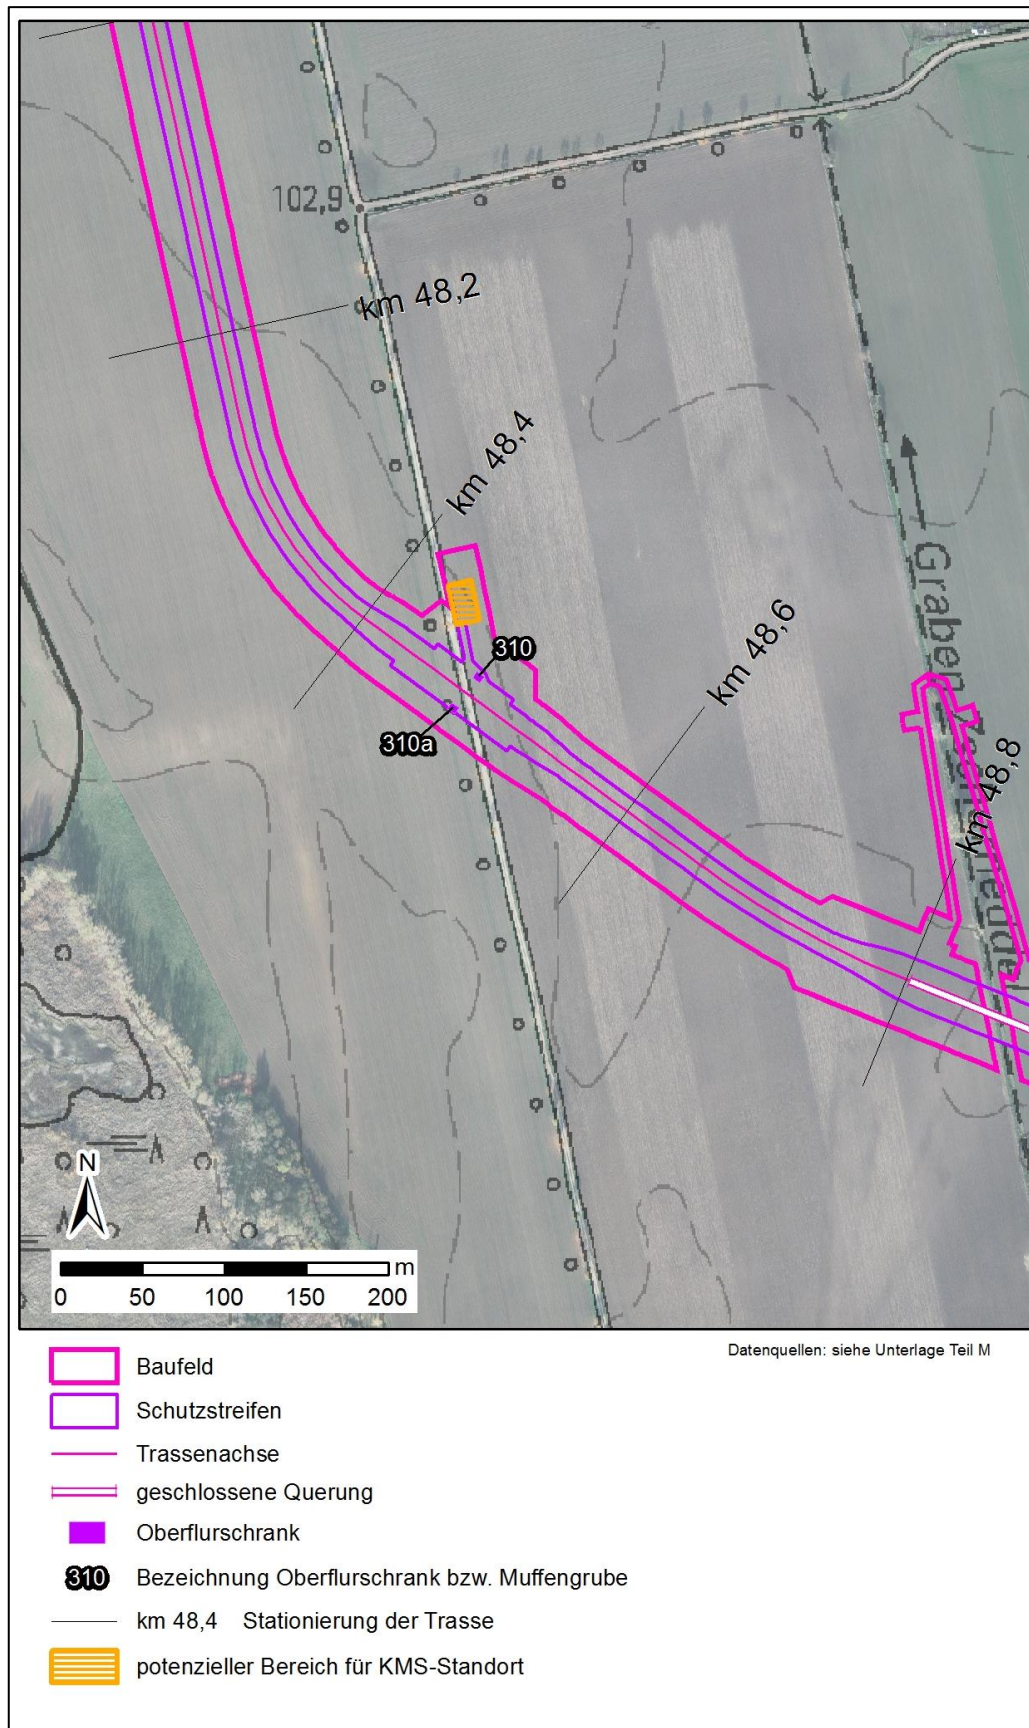 102,9
km 48,2
km 48,4
310
km 48,6
310a
Graben
km 48,8
N
m
0 50 100 150 200
Datenquellen: siehe Unterlage Teil M
Baufeld
Schutzstreifen
Trassenachse
geschlossene Querung
Oberflurschrank
310 Bezeichnung Oberflurschrank bzw. Muffengrube
km 48,4 Stationierung der Trasse
potenzieller Bereich für KMS-Standort